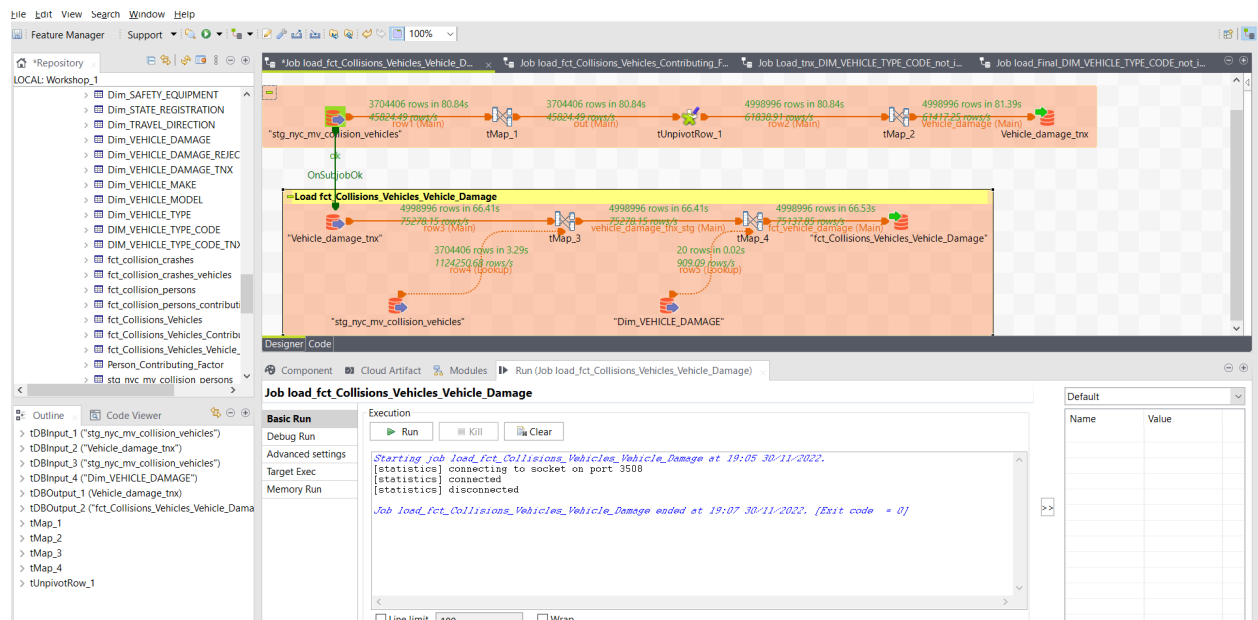 File Edit View Search Window Help
Feature Manager Support 100%
*Repository
LOCAL: Workshop_1
Dim_SAFETY_EQUIPMENT
Dim_STATE_REGISTRATION
Dim_TRAVEL_DIRECTION
Dim_VEHICLE_DAMAGE
Dim_VEHICLE_DAMAGE_REJEC
Dim_VEHICLE_DAMAGE_TNX
Dim_VEHICLE_MAKE
Dim_VEHICLE_MODEL
Dim_VEHICLE_TYPE
DIM_VEHICLE_TYPE_CODE
DIM_VEHICLE_TYPE_CODE_TNX
fct_collision_crashes
fct_collision_crashes_vehicles
fct_collision_persons
fct_collision_persons_contributi
fct_Collisions_Vehicles
fct_Collisions_Vehicles_Contribu
fct_Collisions_Vehicles_Vehicle_
Person_Contributing_Factor
stg_nyc_mv_collision_persons
Outline Code Viewer
tDBInput_1 ("stg_nyc_mv_collision_vehicles")
tDBInput_2 ("Vehicle_damage_tnx")
tDBInput_3 ("stg_nyc_mv_collision_vehicles")
tDBInput_4 ("Dim_VEHICLE_DAMAGE")
tDBOutput_1 (Vehicle_damage_tnx)
tDBOutput_2 ("fct_Collisions_Vehicles_Vehicle_Dama
tMap_1
tMap_2
tMap_3
tMap_4
tUnpivotRow_1
*Job load_fct_Collisions_Vehicles_Vehicle_D... Job load_fct_Collisions_Vehicles_Contributing_F... Job Load_tnx_DIM_VEHICLE_TYPE_CODE_not_i... Job load_Final_DIM_VEHICLE_TYPE_CODE_not_i...
3704406 rows in 80.84s 3704406 rows in 80.84s 4998996 rows in 80.84s 4998996 rows in 81.39s
45824.49 rows/s 45824.49 rows/s 61838.91 rows/s 61417.25 rows/s
row1 (Main) out (Main) row2 (Main) vehicle_damage (Main)
"stg_nyc_mv_collision_vehicles" tMap_1 tUnpivotRow_1 tMap_2 Vehicle_damage_tnx
ok
OnSubjobOk
Load fct_Collisions_Vehicles_Vehicle_Damage
4998996 rows in 66.41s 4998996 rows in 66.41s 4998996 rows in 66.53s
75278.15 rows/s 75278.15 rows/s 75137.85 rows/s
row3 (Main) vehicle_damage_tnx_stg (Main) fct_vehicle_damage (Main)
"Vehicle_damage_tnx" tMap_3 tMap_4 "fct_Collisions_Vehicles_Vehicle_Damage"
3704406 rows in 3.29s 20 rows in 0.02s
1124250.68 rows/s 909.09 rows/s
row4 (Lookup) row5 (Lookup)
"stg_nyc_mv_collision_vehicles" "Dim_VEHICLE_DAMAGE"
Designer Code
Component Cloud Artifact Modules Run (Job load_fct_Collisions_Vehicles_Vehicle_Damage)
Job load_fct_Collisions_Vehicles_Vehicle_Damage
Basic Run
Debug Run
Advanced settings
Target Exec
Memory Run
Execution
Run Kill Clear
Starting job load_fct_Collisions_Vehicles_Vehicle_Damage at 19:05 30/11/2022.
[statistics] connecting to socket on port 3508
[statistics] connected
[statistics] disconnected
Job load_fct_Collisions_Vehicles_Vehicle_Damage ended at 19:07 30/11/2022. [Exit code = 0]
Line limit 100 Wrap
>>
Default
Name Value